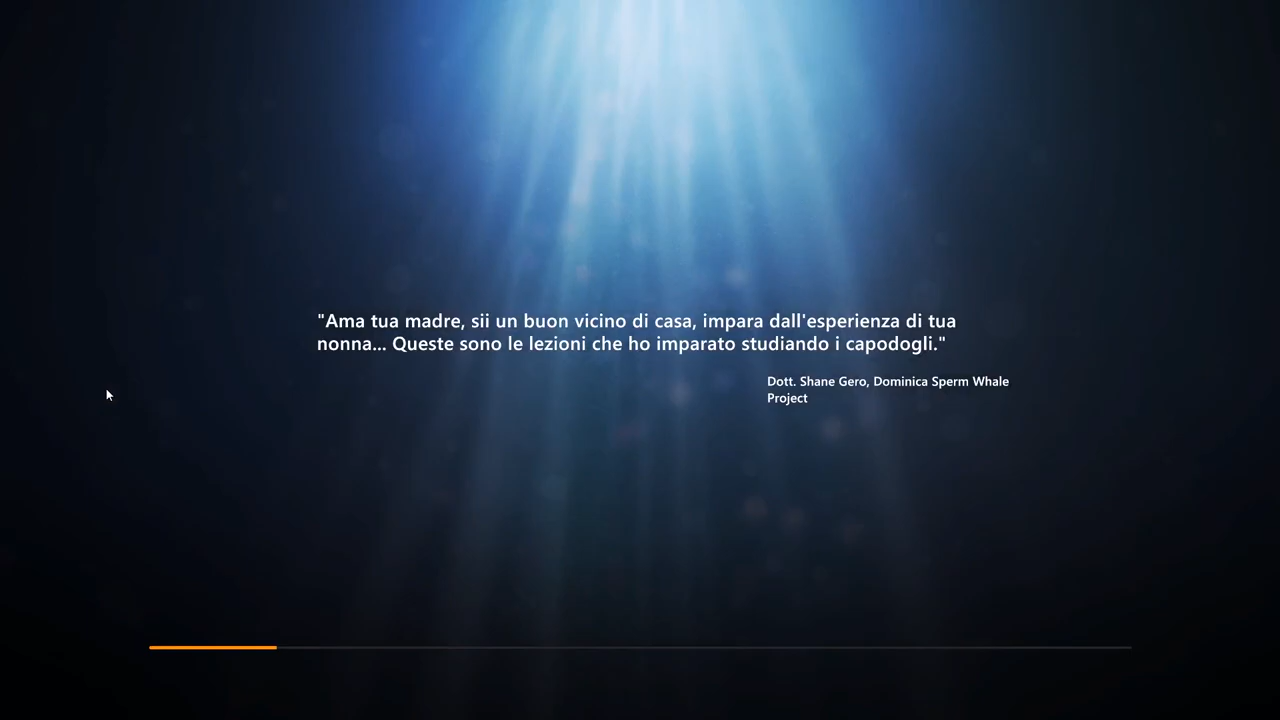 "Ama tua madre, sii un buon vicino di casa, impara dall'esperienza di tua
nonna... Queste sono le lezioni che ho imparato studiando i capodogli."
Dott. Shane Gero, Dominica Sperm Whale
Project